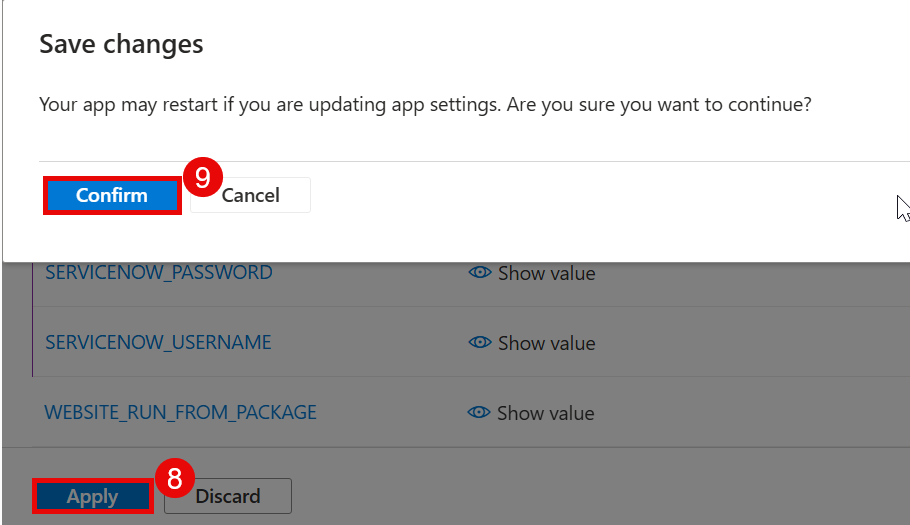 Save changes
Your app may restart if you are updating app settings. Are you sure you want to continue?
9
Confirm Cancel
SERVICENOW_PASSWORD Show value
SERVICENOW_USERNAME Show value
WEBSITE_RUN_FROM_PACKAGE Show value
8
Apply Discard